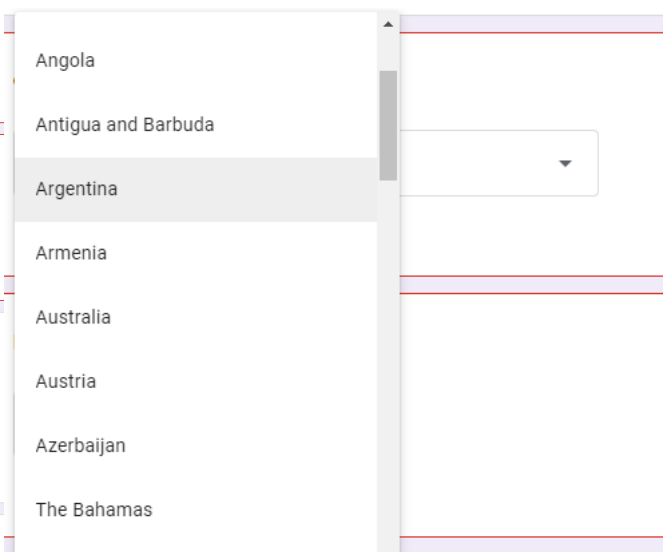 Angola
Antigua and Barbuda
Argentina
Armenia
Australia
Austria
Azerbaijan
The Bahamas